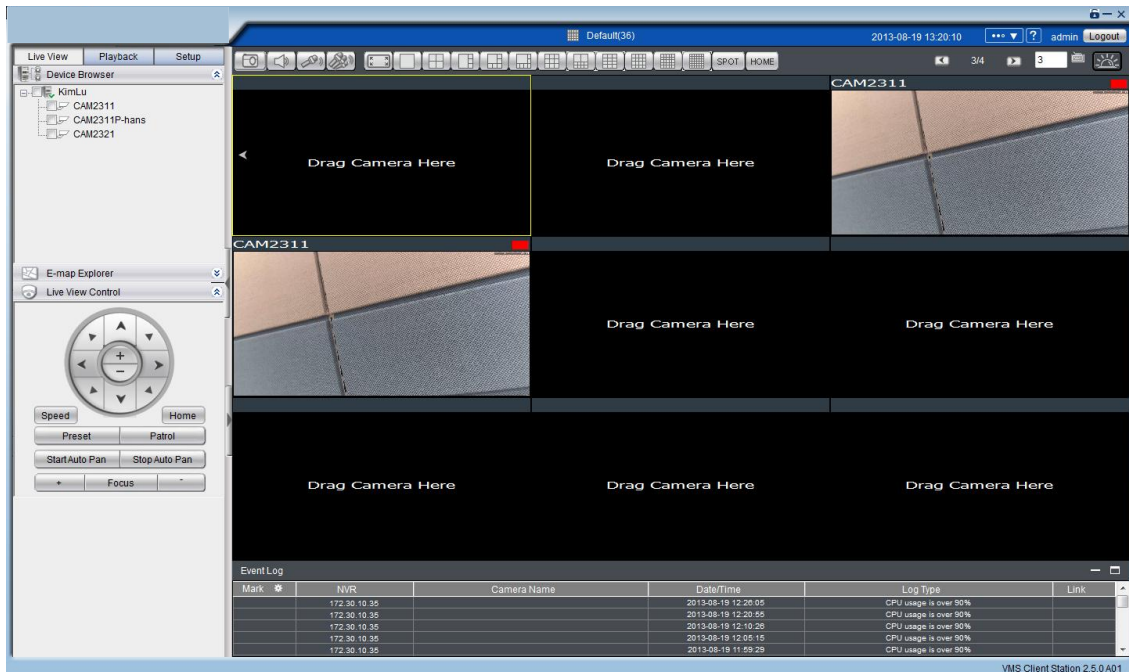 Default(36)
2013-08-19 13:20:10
?
admin
Logout
Live View
Playback
Setup
SPOT
HOME
3/4
3
Device Browser
KimLu
CAM2311
CAM2311P-hans
CAM2321
E-map Explorer
Live View Control
+
−
Speed
Home
Preset
Patrol
Start Auto Pan
Stop Auto Pan
+
Focus
-
CAM2311
Drag Camera Here
Drag Camera Here
CAM2311
Drag Camera Here
Drag Camera Here
Drag Camera Here
Drag Camera Here
Drag Camera Here
Event Log
Mark NVR Camera Name Date/Time Log Type Link
172.30.10.35 2013-08-19 12:26:05 CPU usage is over 90%
172.30.10.35 2013-08-19 12:20:56 CPU usage is over 90%
172.30.10.35 2013-08-19 12:10:26 CPU usage is over 90%
172.30.10.35 2013-08-19 12:05:15 CPU usage is over 90%
172.30.10.35 2013-08-19 11:59:29 CPU usage is over 90%
VMS Client Station 2.5.0 A01